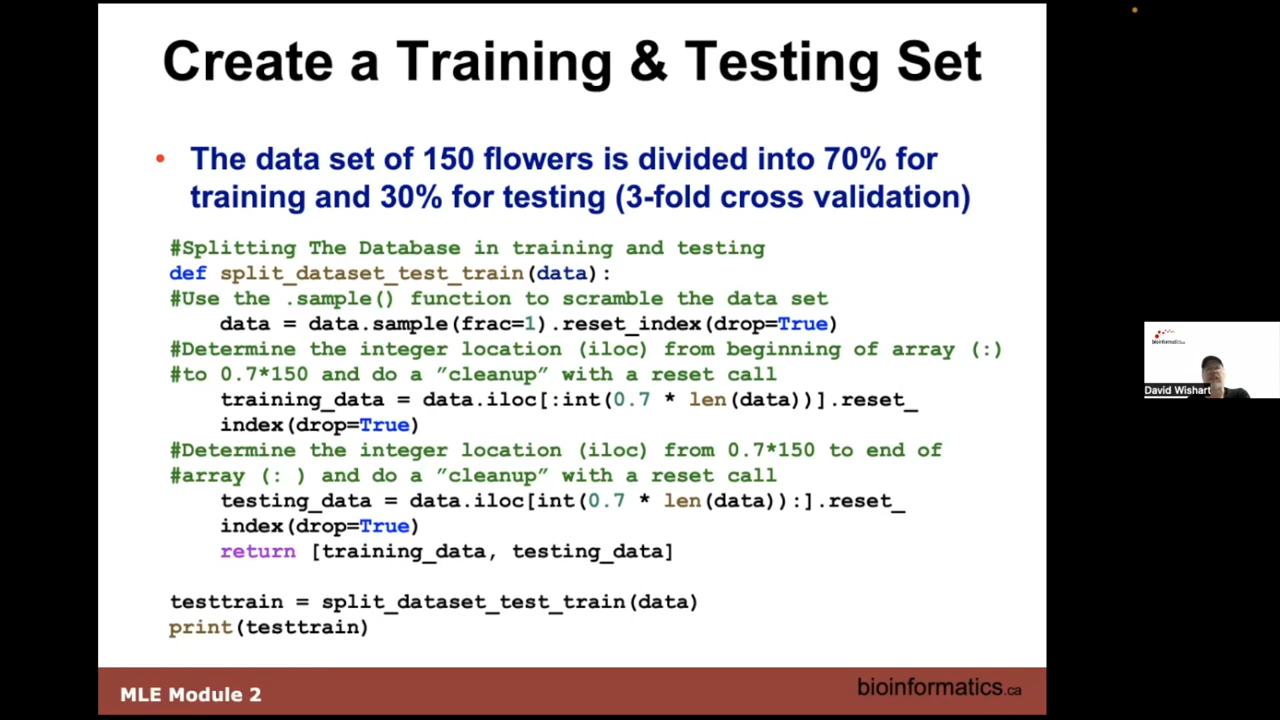 Create a Training & Testing Set
• The data set of 150 flowers is divided into 70% for
training and 30% for testing (3-fold cross validation)
#Splitting The Database in training and testing
def split_dataset_test_train(data):
#Use the .sample() function to scramble the data set
data = data.sample(frac=1).reset_index(drop=True)
#Determine the integer location (iloc) from beginning of array (:)
#to 0.7*150 and do a ”cleanup” with a reset call
training_data = data.iloc[:int(0.7 * len(data))].reset_
index(drop=True)
#Determine the integer location (iloc) from 0.7*150 to end of
#array (: ) and do a ”cleanup” with a reset call
testing_data = data.iloc[int(0.7 * len(data)):].reset_
index(drop=True)
return [training_data, testing_data]
testtrain = split_dataset_test_train(data)
print(testtrain)
MLE Module 2
bioinformatics.ca
bioinformatics.ca
David Wishart